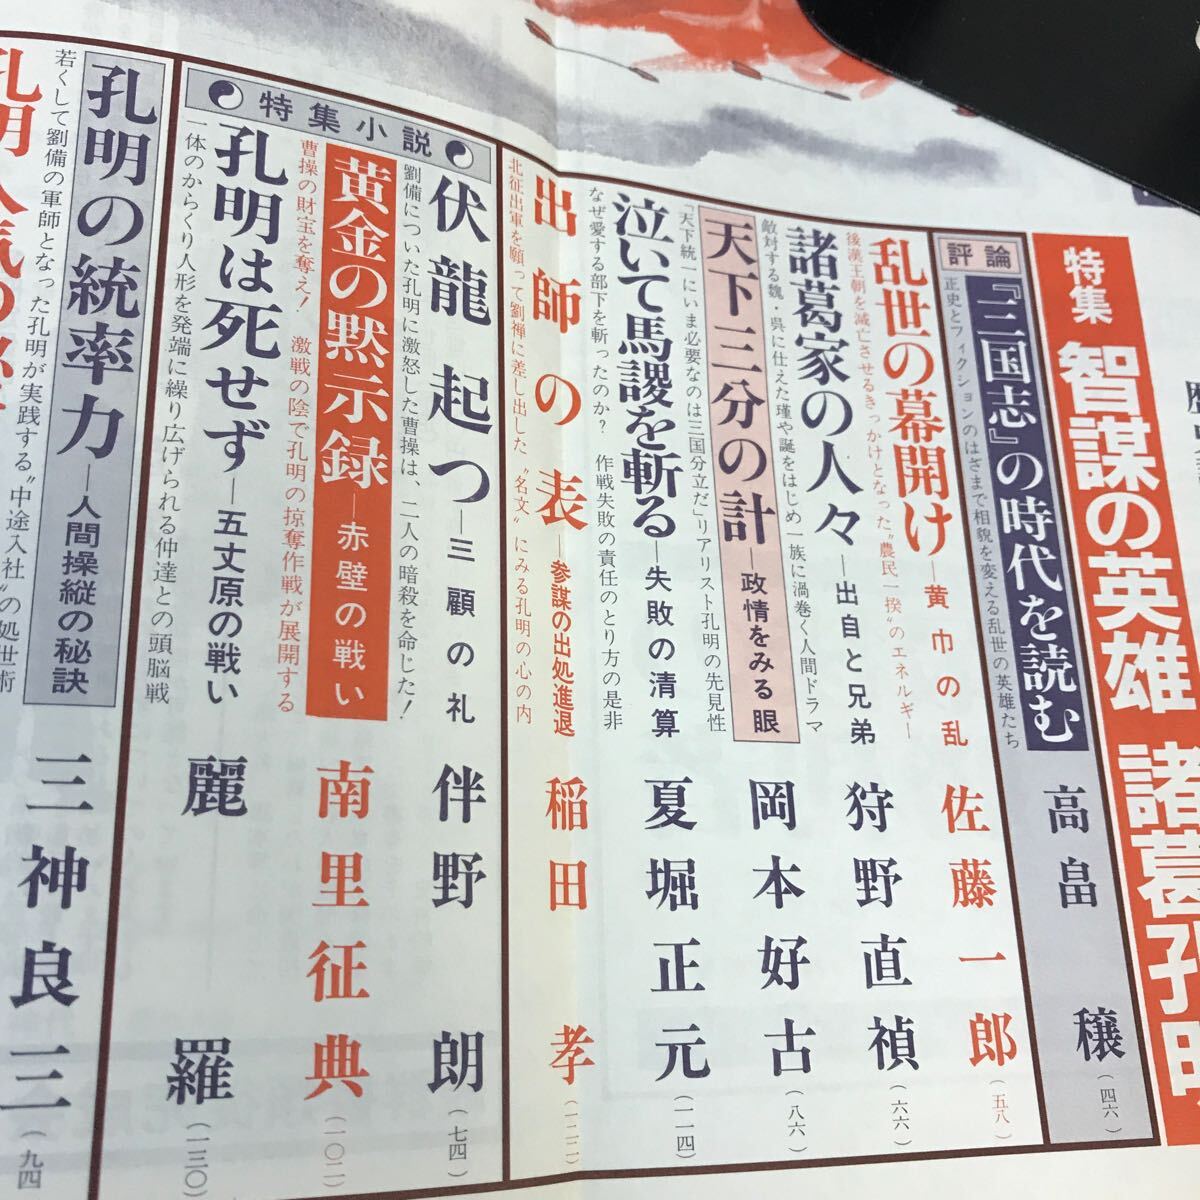 特集 智謀の英雄 諸葛孔明
評論
『三国志』の時代を読む
高畠 穣(四六)
正史とフィクションのはざまで相貌を変える乱世の英雄たち
乱世の幕開け―黄巾の乱
佐藤一郎(五八)
後漢王朝を滅亡させるきっかけとなった〝農民一揆〟のエネルギー
諸葛家の人々―出自と兄弟
狩野直禎(六六)
敵対する魏・呉に仕えた瑾や誕をはじめ一族に渦巻く人間ドラマ
天下三分の計―政情をみる眼
岡本好古(八六)
「天下統一にいま必要なのは三国分立だ」リアリスト孔明の先見性
泣いて馬謖を斬る―失敗の清算
夏堀正元(一一四)
なぜ愛する部下を斬ったのか? 作戦失敗の責任のとり方の是非
出師の表―参謀の出処進退
稲田 孝(一二二)
北征出軍を願って劉禅に差し出した〝名文〟にみる孔明の心の内
特集小説
伏龍起つ―三顧の礼
伴野 朗(七四)
劉備についた孔明に激怒した曹操は、二人の暗殺を命じた!
黄金の黙示録―赤壁の戦い
南里征典(一〇二)
曹操の財宝を奪え! 激戦の陰で孔明の掠奪作戦が展開する
孔明は死せず―五丈原の戦い
麗 羅(一三〇)
一体のからくり人形を発端に繰り広げられる仲達との頭脳戦
孔明の統率力 人間操縦の秘訣
三神良三(九四
若くして劉備の軍師となった孔明が実践する〝中途入社〟の処世術
孔明人気の